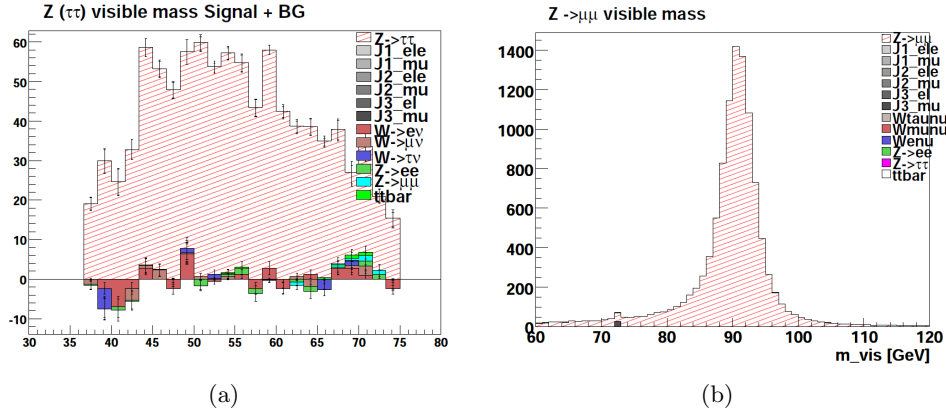 Z (ττ) visible mass Signal + BG
60
50
40
30
20
10
0
-10
30 35 40 45 50 55 60 65 70 75 80
Z->ττ
J1_ele
J1_mu
J2_ele
J2_mu
J3_el
J3_mu
W->eν
W->μν
W->τν
Z->ee
Z->μμ
ttbar
(a)
Z ->μμ visible mass
1400
1200
1000
800
600
400
200
0
60 70 80 90 100 110 120
m_vis [GeV]
Z->μμ
J1_ele
J1_mu
J2_ele
J2_mu
J3_el
J3_mu
Wtaunu
Wmunu
Wenu
Z->ee
Z->ττ
ttbar
(b)